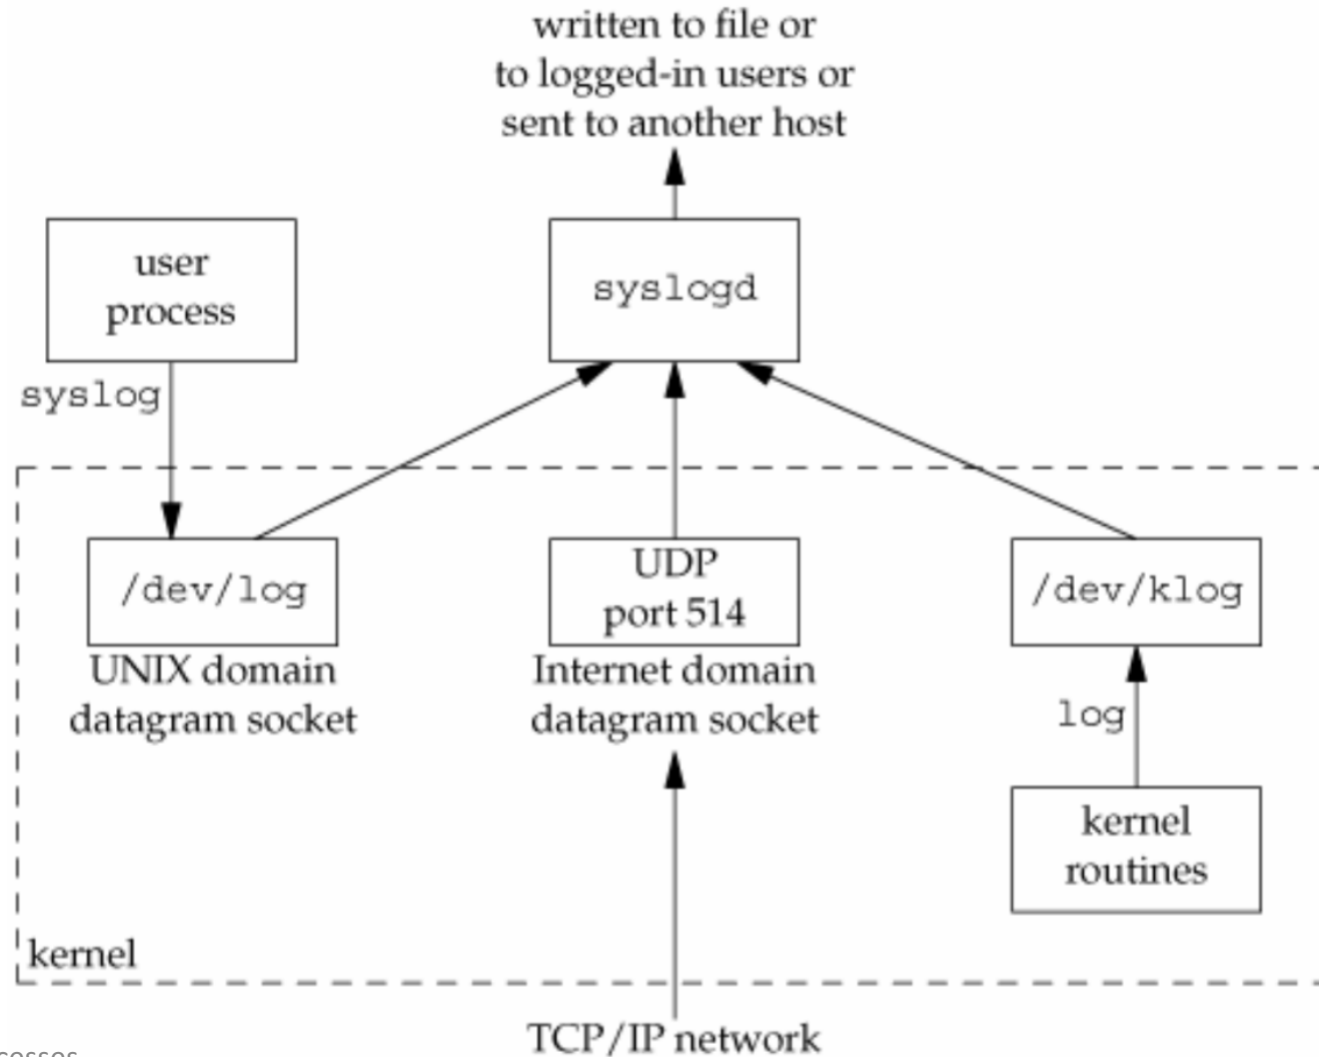 written to file or
to logged-in users or
sent to another host
user
process
syslogd
syslog
/dev/log
UDP
port 514
/dev/klog
UNIX domain
datagram socket
Internet domain
datagram socket
log
kernel
routines
kernel
TCP/IP network